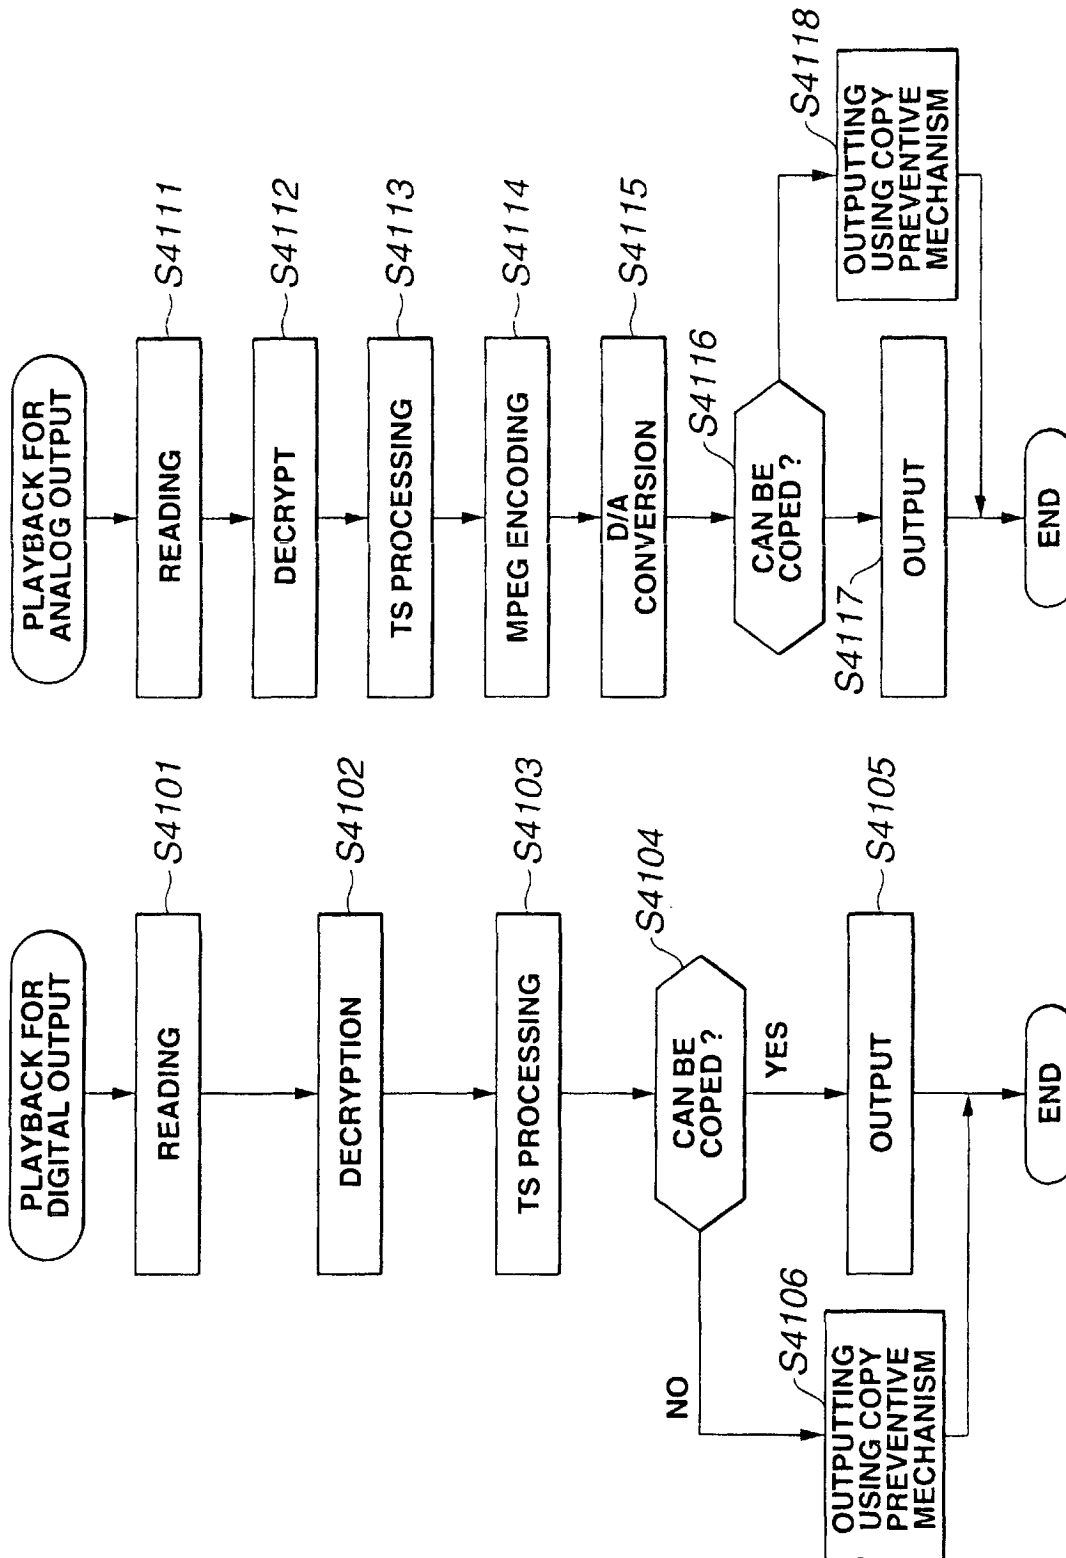 PLAYBACK FOR
DIGITAL OUTPUT
READING
S4101
DECRYPTION
S4102
TS PROCESSING
S4103
CAN BE
COPED ?
S4104
YES
NO
OUTPUT
S4105
OUTPUTTING
USING COPY
PREVENTIVE
MECHANISM
S4106
END
PLAYBACK FOR
ANALOG OUTPUT
READING
S4111
DECRYPT
S4112
TS PROCESSING
S4113
MPEG ENCODING
S4114
D/A
CONVERSION
S4115
CAN BE
COPED ?
S4116
OUTPUT
S4117
OUTPUTTING
USING COPY
PREVENTIVE
MECHANISM
S4118
END